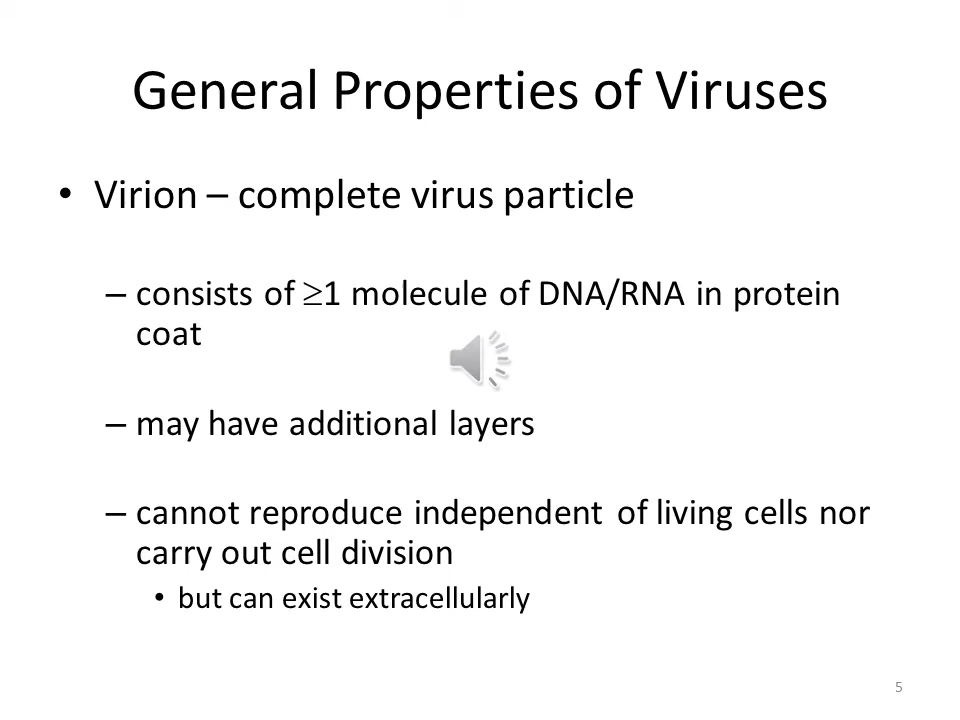 General Properties of Viruses
• Virion – complete virus particle
– consists of ≥1 molecule of DNA/RNA in protein
coat
– may have additional layers
– cannot reproduce independent of living cells nor
carry out cell division
• but can exist extracellularly
5